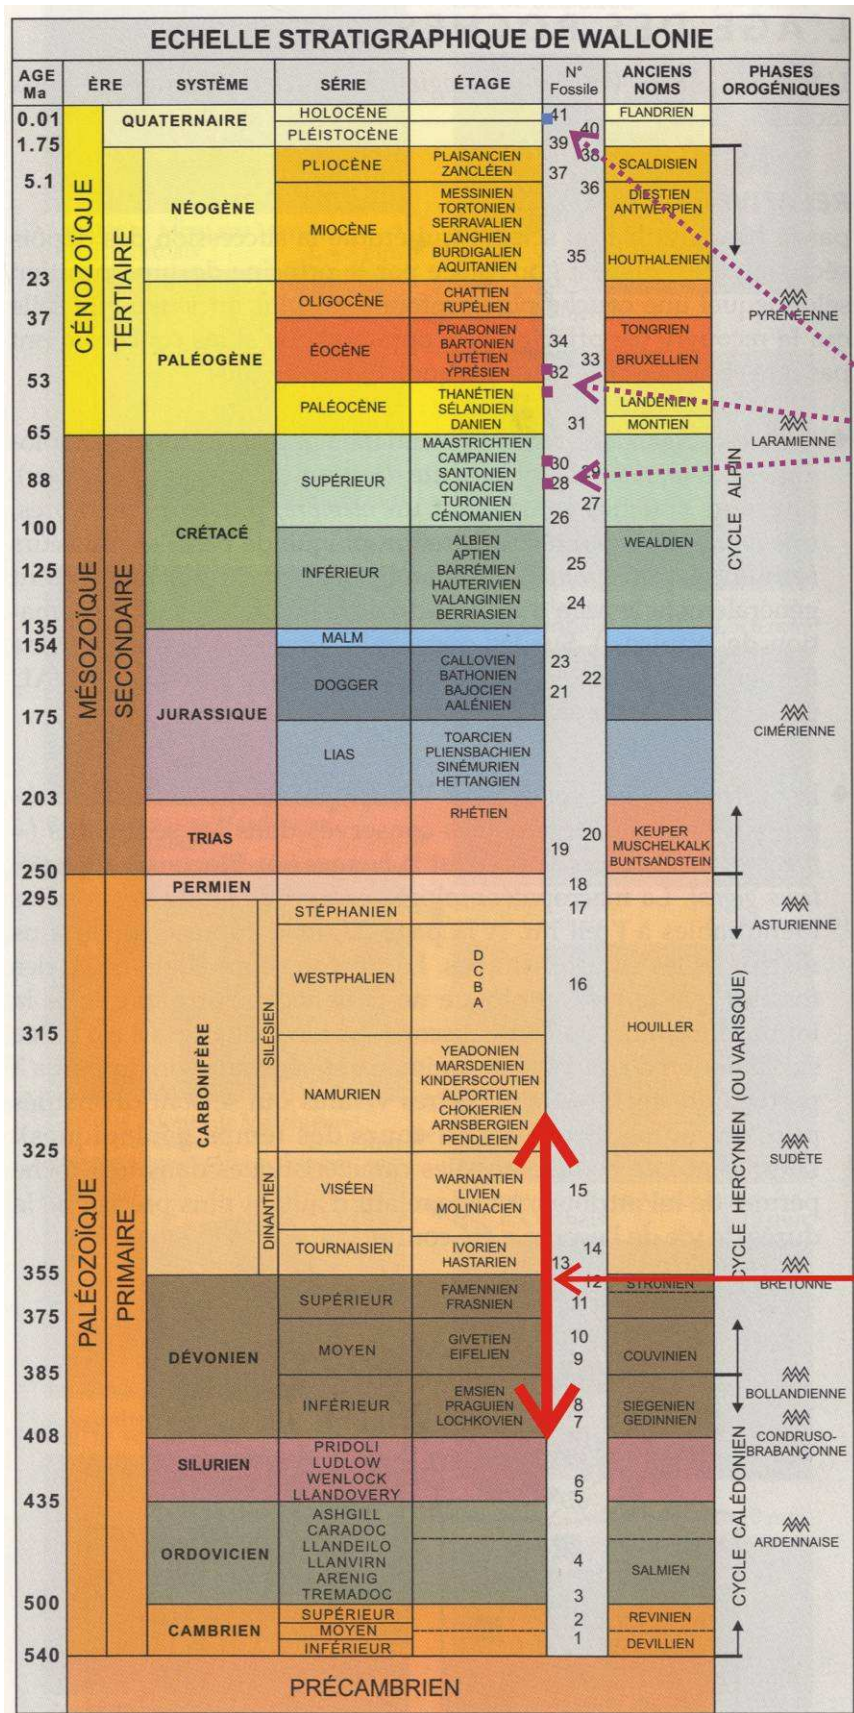 ECHELLE STRATIGRAPHIQUE DE WALLONIE
AGE Ma ÈRE SYSTÈME SÉRIE ÉTAGE N° Fossile ANCIENS NOMS PHASES OROGÉNIQUES
0.01
1.75
5.1
23
37
53
65
88
100
125
135
154
175
203
250
295
315
325
355
375
385
408
435
500
540
CÉNOZOÏQUE
MÉSOZOÏQUE
PALÉOZOÏQUE
TERTIAIRE
SECONDAIRE
PRIMAIRE
QUATERNAIRE
NÉOGÈNE
PALÉOGÈNE
CRÉTACÉ
JURASSIQUE
TRIAS
PERMIEN
CARBONIFÈRE
SILÉSIEN
DINANTIEN
DÉVONIEN
SILURIEN
ORDOVICIEN
CAMBRIEN
PRÉCAMBRIEN
HOLOCÈNE
PLÉISTOCÈNE
PLIOCÈNE
MIOCÈNE
OLIGOCÈNE
ÉOCÈNE
PALÉOCÈNE
SUPÉRIEUR
INFÉRIEUR
MALM
DOGGER
LIAS
STÉPHANIEN
WESTPHALIEN
NAMURIEN
VISÉEN
TOURNAISIEN
SUPÉRIEUR
MOYEN
INFÉRIEUR
PRIDOLI
LUDLOW
WENLOCK
LLANDOVERY
ASHGILL
CARADOC
LLANDEILO
LLANVIRN
ARENIG
TREMADOC
SUPÉRIEUR
MOYEN
INFÉRIEUR
PLAISANCIEN
ZANCLÉEN
MESSINIEN
TORTONIEN
SERRAVALIEN
LANGHIEN
BURDIGALIEN
AQUITANIEN
CHATTIEN
RUPÉLIEN
PRIABONIEN
BARTONIEN
LUTÉTIEN
YPRÉSIEN
THANÉTIEN
SÉLANDIEN
DANIEN
MAASTRICHTIEN
CAMPANIEN
SANTONIEN
CONIACIEN
TURONIEN
CÉNOMANIEN
ALBIEN
APTIEN
BARRÉMIEN
HAUTERIVIEN
VALANGINIEN
BERRIASIEN
CALLOVIEN
BATHONIEN
BAJOCIEN
AALÉNIEN
TOARCIEN
PLIENSBACHIEN
SINÉMURIEN
HETTANGIEN
RHÉTIEN
D
C
B
A
YEADONIEN
MARSDENIEN
KINDERSCOUTIEN
ALPORTIEN
CHOKIERIEN
ARNSBERGIEN
PENDLEIEN
WARNANTIEN
LIVIEN
MOLINIACIEN
IVORIEN
HASTARIEN
FAMENNIEN
FRASNIEN
GIVETIEN
EIFELIEN
EMSIEN
PRAGUIEN
LOCHKOVIEN
41
40
39
38
37
36
35
34
33
32
31
30
29
28
27
26
25
24
23
22
21
20
19
18
17
16
15
14
13
12
11
10
9
8
7
6
5
4
3
2
1
FLANDRIEN
SCALDISIEN
DIESTIEN
ANTWERPIEN
HOUTHALENIEN
TONGRIEN
BRUXELLIEN
LANDÉNIEN
MONTIEN
WEALDIEN
KEUPER
MUSCHELKALK
BUNTSANDSTEIN
HOUILLER
STRUNIEN
COUVINIEN
SIEGENIEN
GEDINNIEN
SALMIEN
REVINIEN
DEVILLIEN
CYCLE ALPIN
CYCLE HERCYNIEN (OU VARISQUE)
CYCLE CALÉDONIEN
PYRÉNÉENNE
LARAMIENNE
CIMÉRIENNE
ASTURIENNE
SUDÈTE
BRETONNE
BOLLANDIENNE
CONDRUSO-
BRABANÇONNE
ARDENNAISE